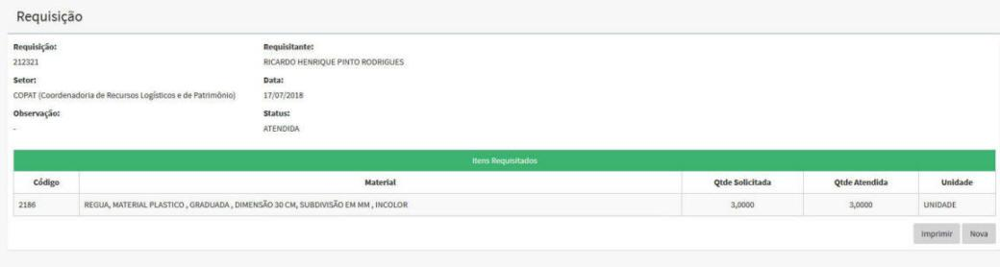 Requisição
Requisição:
Requisitante:
212321
RICARDO HENRIQUE PINTO RODRIGUES
Setor:
Data:
COPAT (Coordenadoria de Recursos Logísticos e de Patrimônio)
17/07/2018
Observação:
Status:
-
ATENDIDA
Itens Requisitados
Código Material Qtde Solicitada Qtde Atendida Unidade
2186 REGUA, MATERIAL PLASTICO , GRADUADA , DIMENSÃO 30 CM, SUBDIVISÃO EM MM , INCOLOR 3,0000 3,0000 UNIDADE
Imprimir Nova